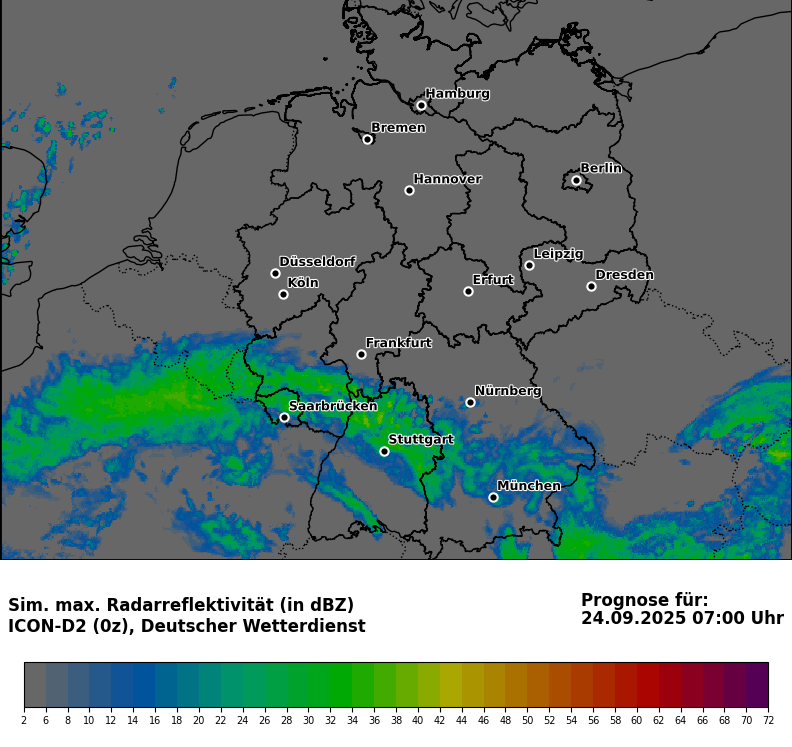 Hamburg
Bremen
Berlin
Hannover
Leipzig
Düsseldorf
Dresden
Erfurt
Köln
Frankfurt
Nürnberg
Saarbrücken
Stuttgart
München
Sim. max. Radarreflektivität (in dBZ)
ICON-D2 (0z), Deutscher Wetterdienst
Prognose für:
24.09.2025 07:00 Uhr
2 6 8 10 12 14 16 18 20 22 24 26 28 30 32 34 36 38 40 42 44 46 48 50 52 54 56 58 60 62 64 66 68 70 72